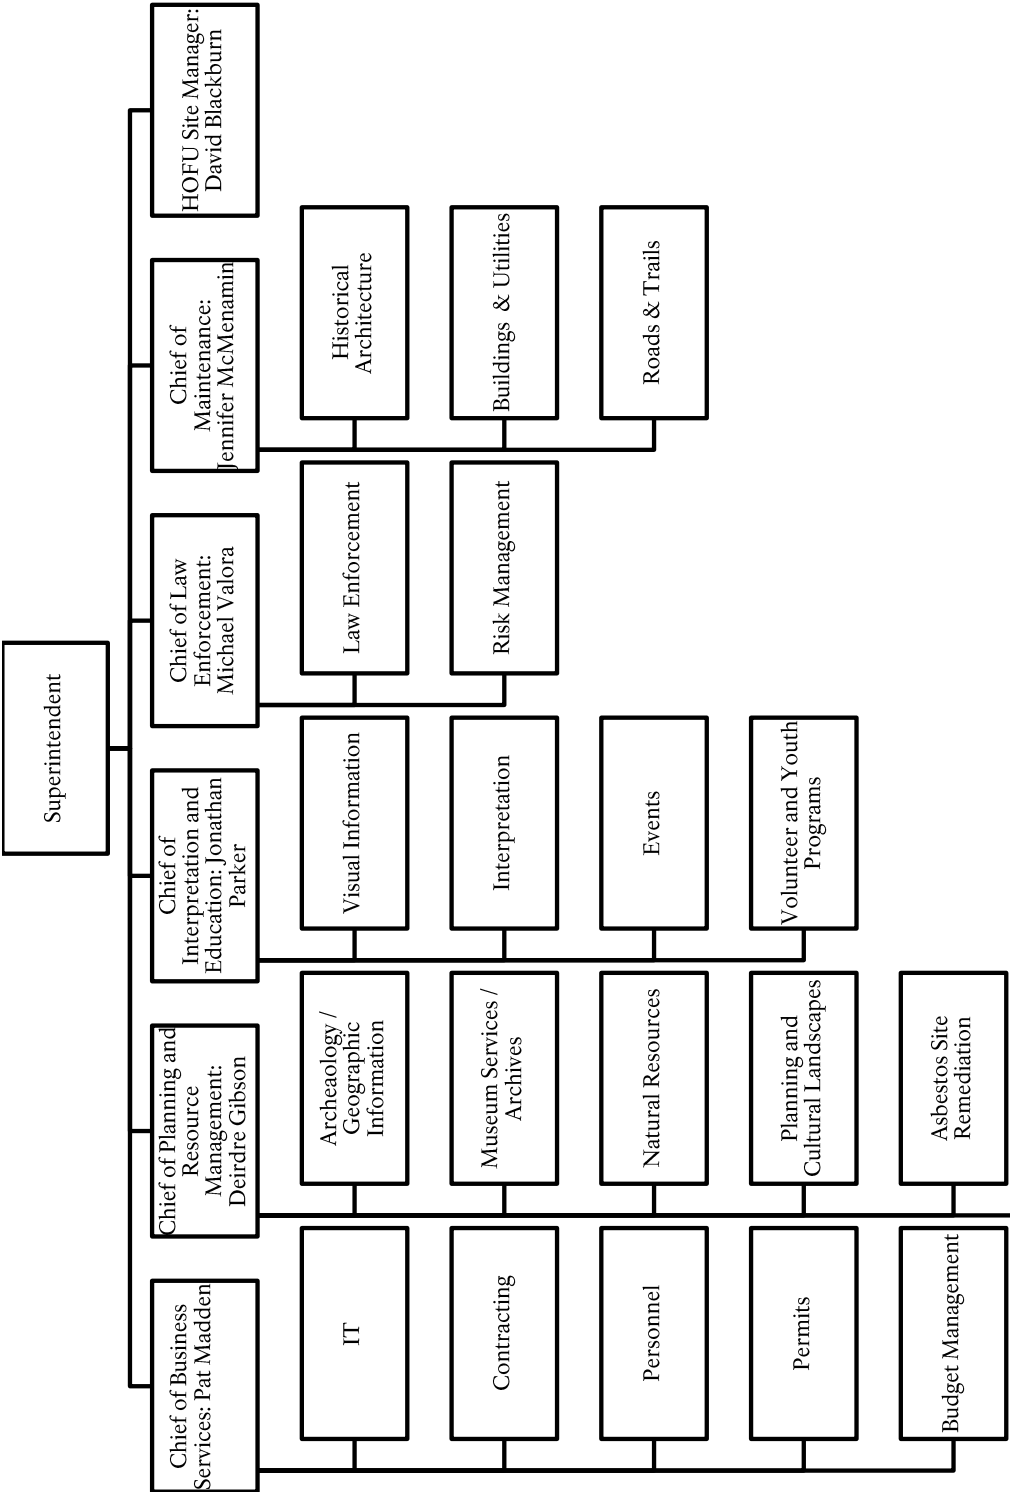 Superintendent
Chief of Business
Services: Pat Madden
IT
Contracting
Personnel
Permits
Budget Management
Chief of Planning and
Resource
Management:
Deirdre Gibson
Archeaology /
Geographic
Information
Museum Services /
Archives
Natural Resources
Planning and
Cultural Landscapes
Asbestos Site
Remediation
Chief of
Interpretation and
Education: Jonathan
Parker
Visual Information
Interpretation
Events
Volunteer and Youth
Programs
Chief of Law
Enforcement:
Michael Valora
Law Enforcement
Risk Management
Chief of
Maintenance:
Jennifer McMenamin
Historical
Architecture
Buildings & Utilities
Roads & Trails
HOFU Site Manager:
David Blackburn